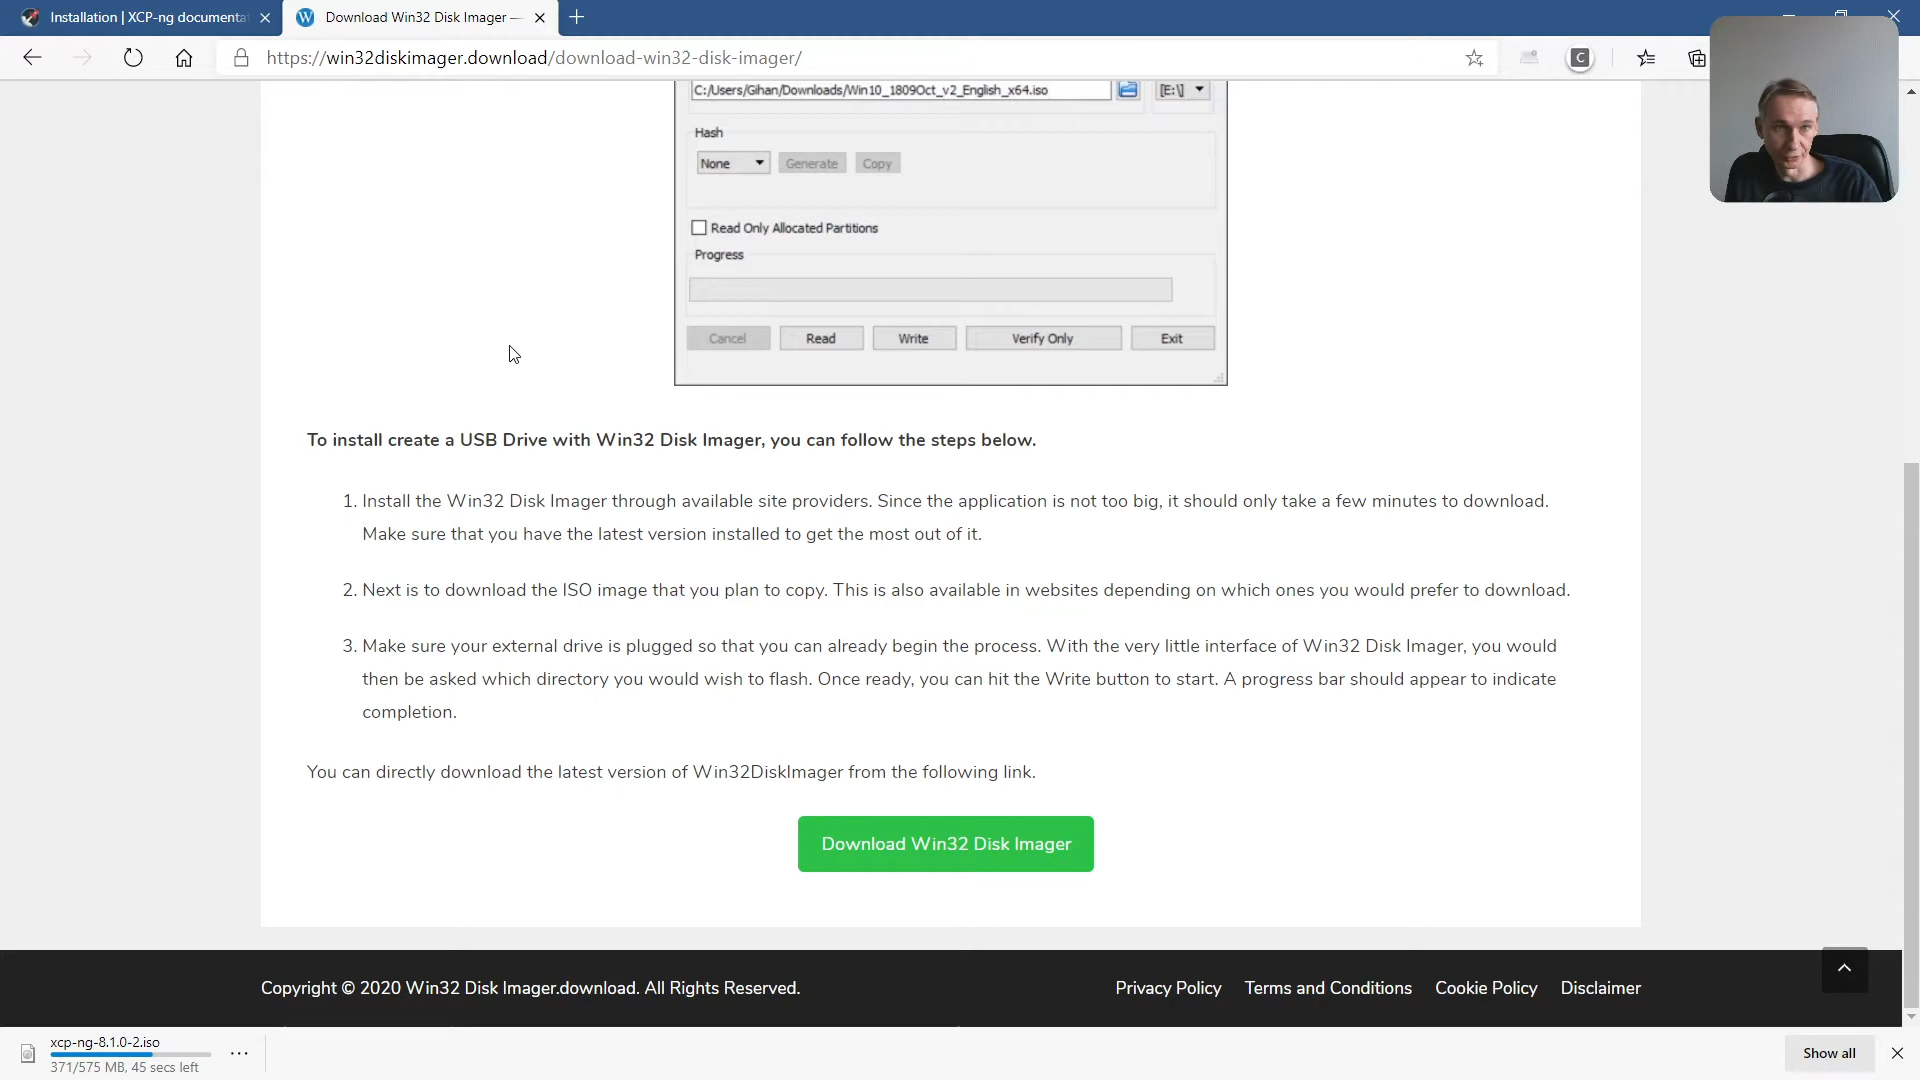 Installation | XCP-ng documenta
Download Win32 Disk Imager —
https://win32diskimager.download/download-win32-disk-imager/
C
C:/Users/Gihan/Downloads/Win10_1809Oct_v2_English_x64.iso
[E:\]
Hash
None
Generate
Copy
Read Only Allocated Partitions
Progress
Cancel
Read
Write
Verify Only
Exit
To install create a USB Drive with Win32 Disk Imager, you can follow the steps below.
1. Install the Win32 Disk Imager through available site providers. Since the application is not too big, it should only take a few minutes to download.
Make sure that you have the latest version installed to get the most out of it.
2. Next is to download the ISO image that you plan to copy. This is also available in websites depending on which ones you would prefer to download.
3. Make sure your external drive is plugged so that you can already begin the process. With the very little interface of Win32 Disk Imager, you would
then be asked which directory you would wish to flash. Once ready, you can hit the Write button to start. A progress bar should appear to indicate
completion.
You can directly download the latest version of Win32DiskImager from the following link.
Download Win32 Disk Imager
Copyright © 2020 Win32 Disk Imager.download. All Rights Reserved.
Privacy Policy
Terms and Conditions
Cookie Policy
Disclaimer
xcp-ng-8.1.0-2.iso
371/575 MB, 45 secs left
Show all